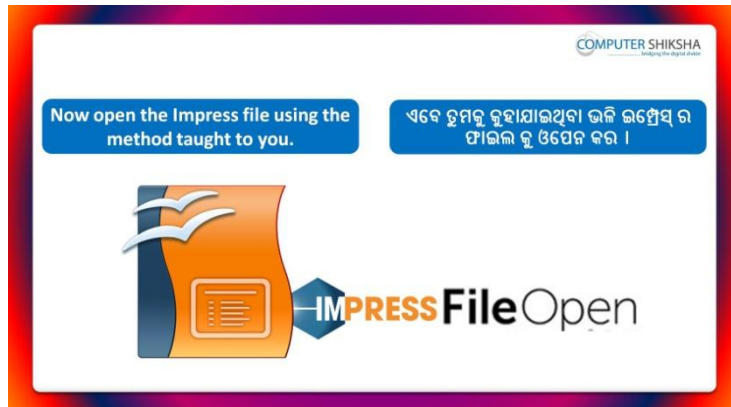 COMPUTER SHIKSHA
bridging the digital divide
Now open the Impress file using the
method taught to you.
ଏବେ ତୁମକୁ କୁହାଯାଇଥିବା ଭଳି ଇମ୍ପ୍ରେସ୍ ର
ଫାଇଲ କୁ ଓପେନ କର ।
IMPRESS File Open